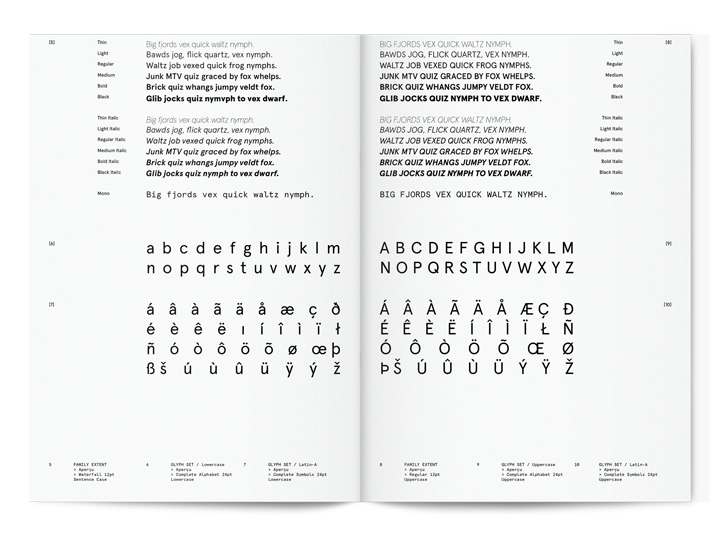 [5] Thin Big fjords vex quick waltz nymph.
Light Bawds jog, flick quartz, vex nymph.
Regular Waltz job vexed quick frog nymphs.
Medium Junk MTV quiz graced by fox whelps.
Bold Brick quiz whangs jumpy veldt fox.
Black Glib jocks quiz nymvph to vex dwarf.
Thin Italic Big fjords vex quick waltz nymph.
Light Italic Bawds jog, flick quartz, vex nymph.
Regular Italic Waltz job vexed quick frog nymphs.
Medium Italic Junk MTV quiz graced by fox whelps.
Bold Italic Brick quiz whangs jumpy veldt fox.
Black Italic Glib jocks quiz nymph to vex dwarf.
Mono Big fjords vex quick waltz nymph.
[6] a b c d e f g h i j k l m
n o p q r s t u v w x y z
[7] á â à ã ä å æ ç ð
é è ê ë ı í î ì ï ł
ñ ó ò ô ö õ ø œ þ
ß š ú ù û ü ÿ ý ž
5 FAMILY EXTENT
> Aperçu
> Waterfall 12pt
Sentence Case
6 GLYPH SET / Lowercase
> Aperçu
> Complete Alphabet 24pt
Lowercase
7 GLYPH SET / Latin-A
> Aperçu
> Complete Symbols 24pt
Lowercase
BIG FJORDS VEX QUICK WALTZ NYMPH. Thin [8]
BAWDS JOG, FLICK QUARTZ, VEX NYMPH. Light
WALTZ JOB VEXED QUICK FROG NYMPHS. Regular
JUNK MTV QUIZ GRACED BY FOX WHELPS. Medium
BRICK QUIZ WHANGS JUMPY VELDT FOX. Bold
GLIB JOCKS QUIZ NYMPH TO VEX DWARF. Black
BIG FJORDS VEX QUICK WALTZ NYMPH. Thin Italic
BAWDS JOG, FLICK QUARTZ, VEX NYMPH. Light Italic
WALTZ JOB VEXED QUICK FROG NYMPHS. Regular Italic
JUNK MTV QUIZ GRACED BY FOX WHELPS. Medium Italic
BRICK QUIZ WHANGS JUMPY VELDT FOX. Bold Italic
GLIB JOCKS QUIZ NYMPH TO VEX DWARF. Black Italic
BIG FJORDS VEX QUICK WALTZ NYMPH. Mono
A B C D E F G H I J K L M [9]
N O P Q R S T U V W X Y Z
Á Â À Ã Ä Å Æ Ç Ð [10]
É Ê È Ë Í Î Ì Ï Ł Ñ
Ó Ô Ò Ö Õ Œ Ø
Þ Š Ú Û Ù Ü Ý Ÿ Ž
8 FAMILY EXTENT
> Aperçu
> Regular 12pt
Uppercase
9 GLYPH SET / Uppercase
> Aperçu
> Complete Alphabet 24pt
Uppercase
10 GLYPH SET / Latin-A
> Aperçu
> Complete Symbols 24pt
Uppercase